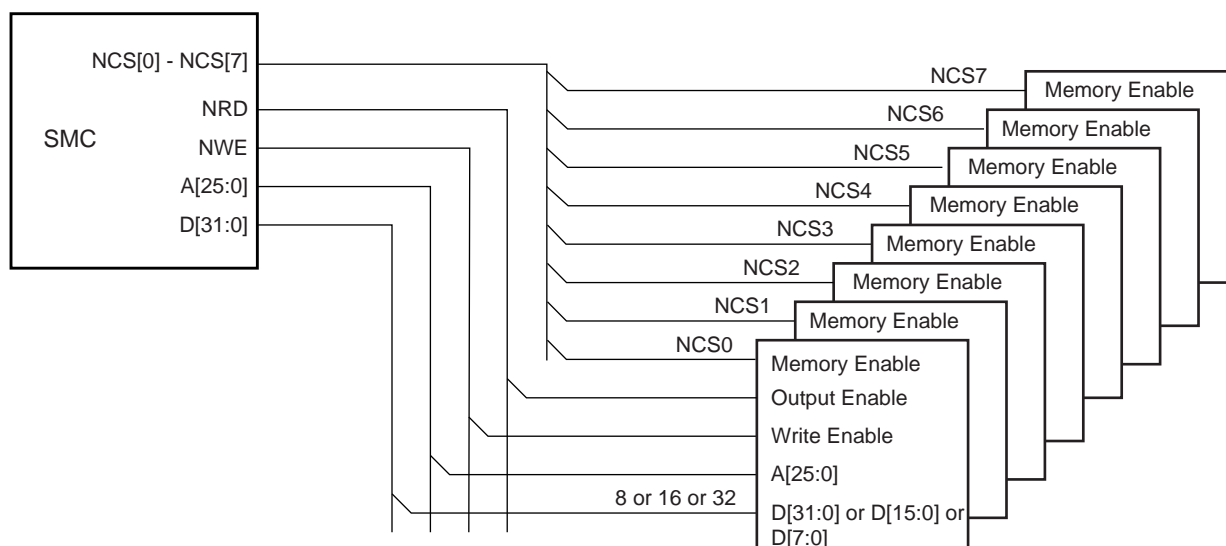 NCS[0] - NCS[7]
NRD
SMC
NWE
A[25:0]
D[31:0]
NCS7
Memory Enable
NCS6
Memory Enable
NCS5
Memory Enable
NCS4
Memory Enable
NCS3
Memory Enable
NCS2
Memory Enable
NCS1
Memory Enable
NCS0
Memory Enable
Output Enable
Write Enable
A[25:0]
8 or 16 or 32
D[31:0] or D[15:0] or
D[7:0]